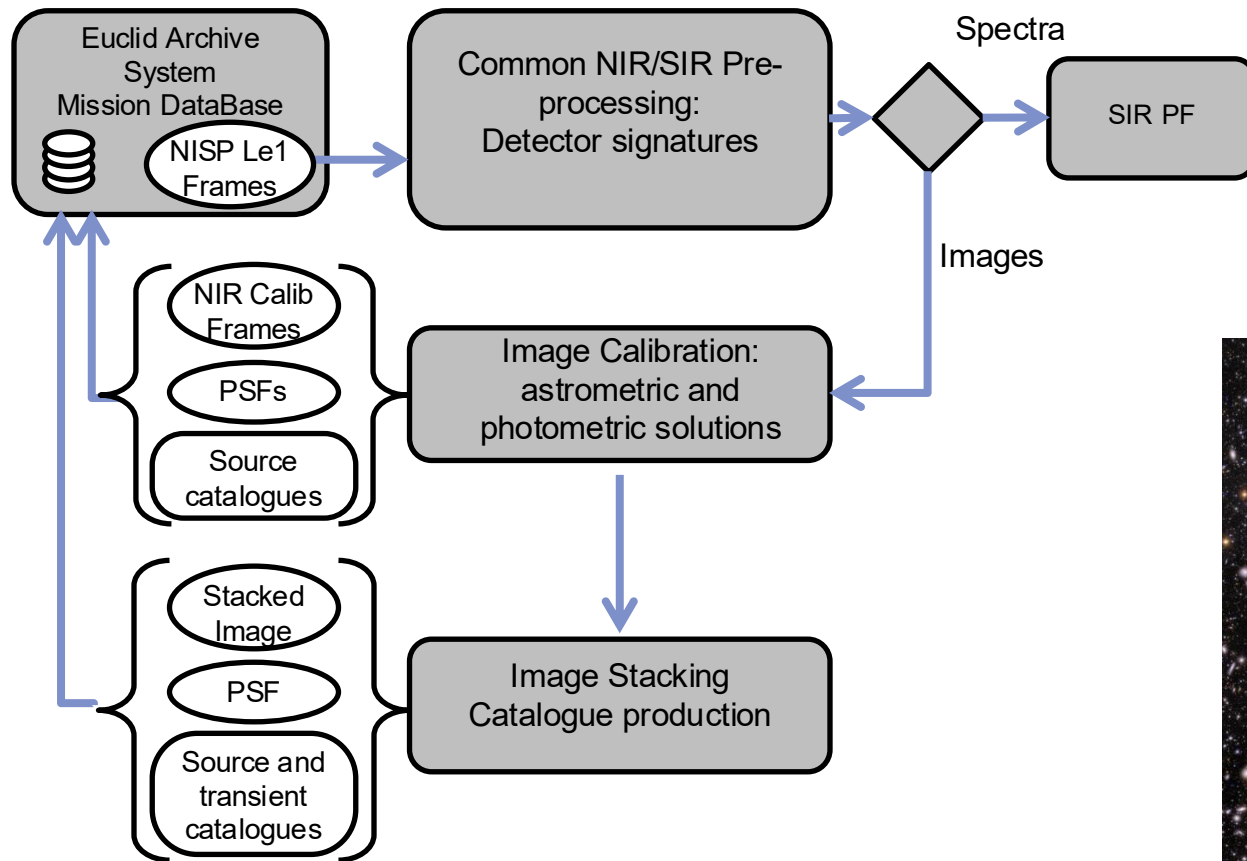 Euclid Archive
System
Mission DataBase
NISP Le1
Frames
Common NIR/SIR Pre-
processing:
Detector signatures
Spectra
SIR PF
Images
NIR Calib
Frames
PSFs
Source
catalogues
Image Calibration:
astrometric and
photometric solutions
Stacked
Image
PSF
Source and
transient
catalogues
Image Stacking
Catalogue production